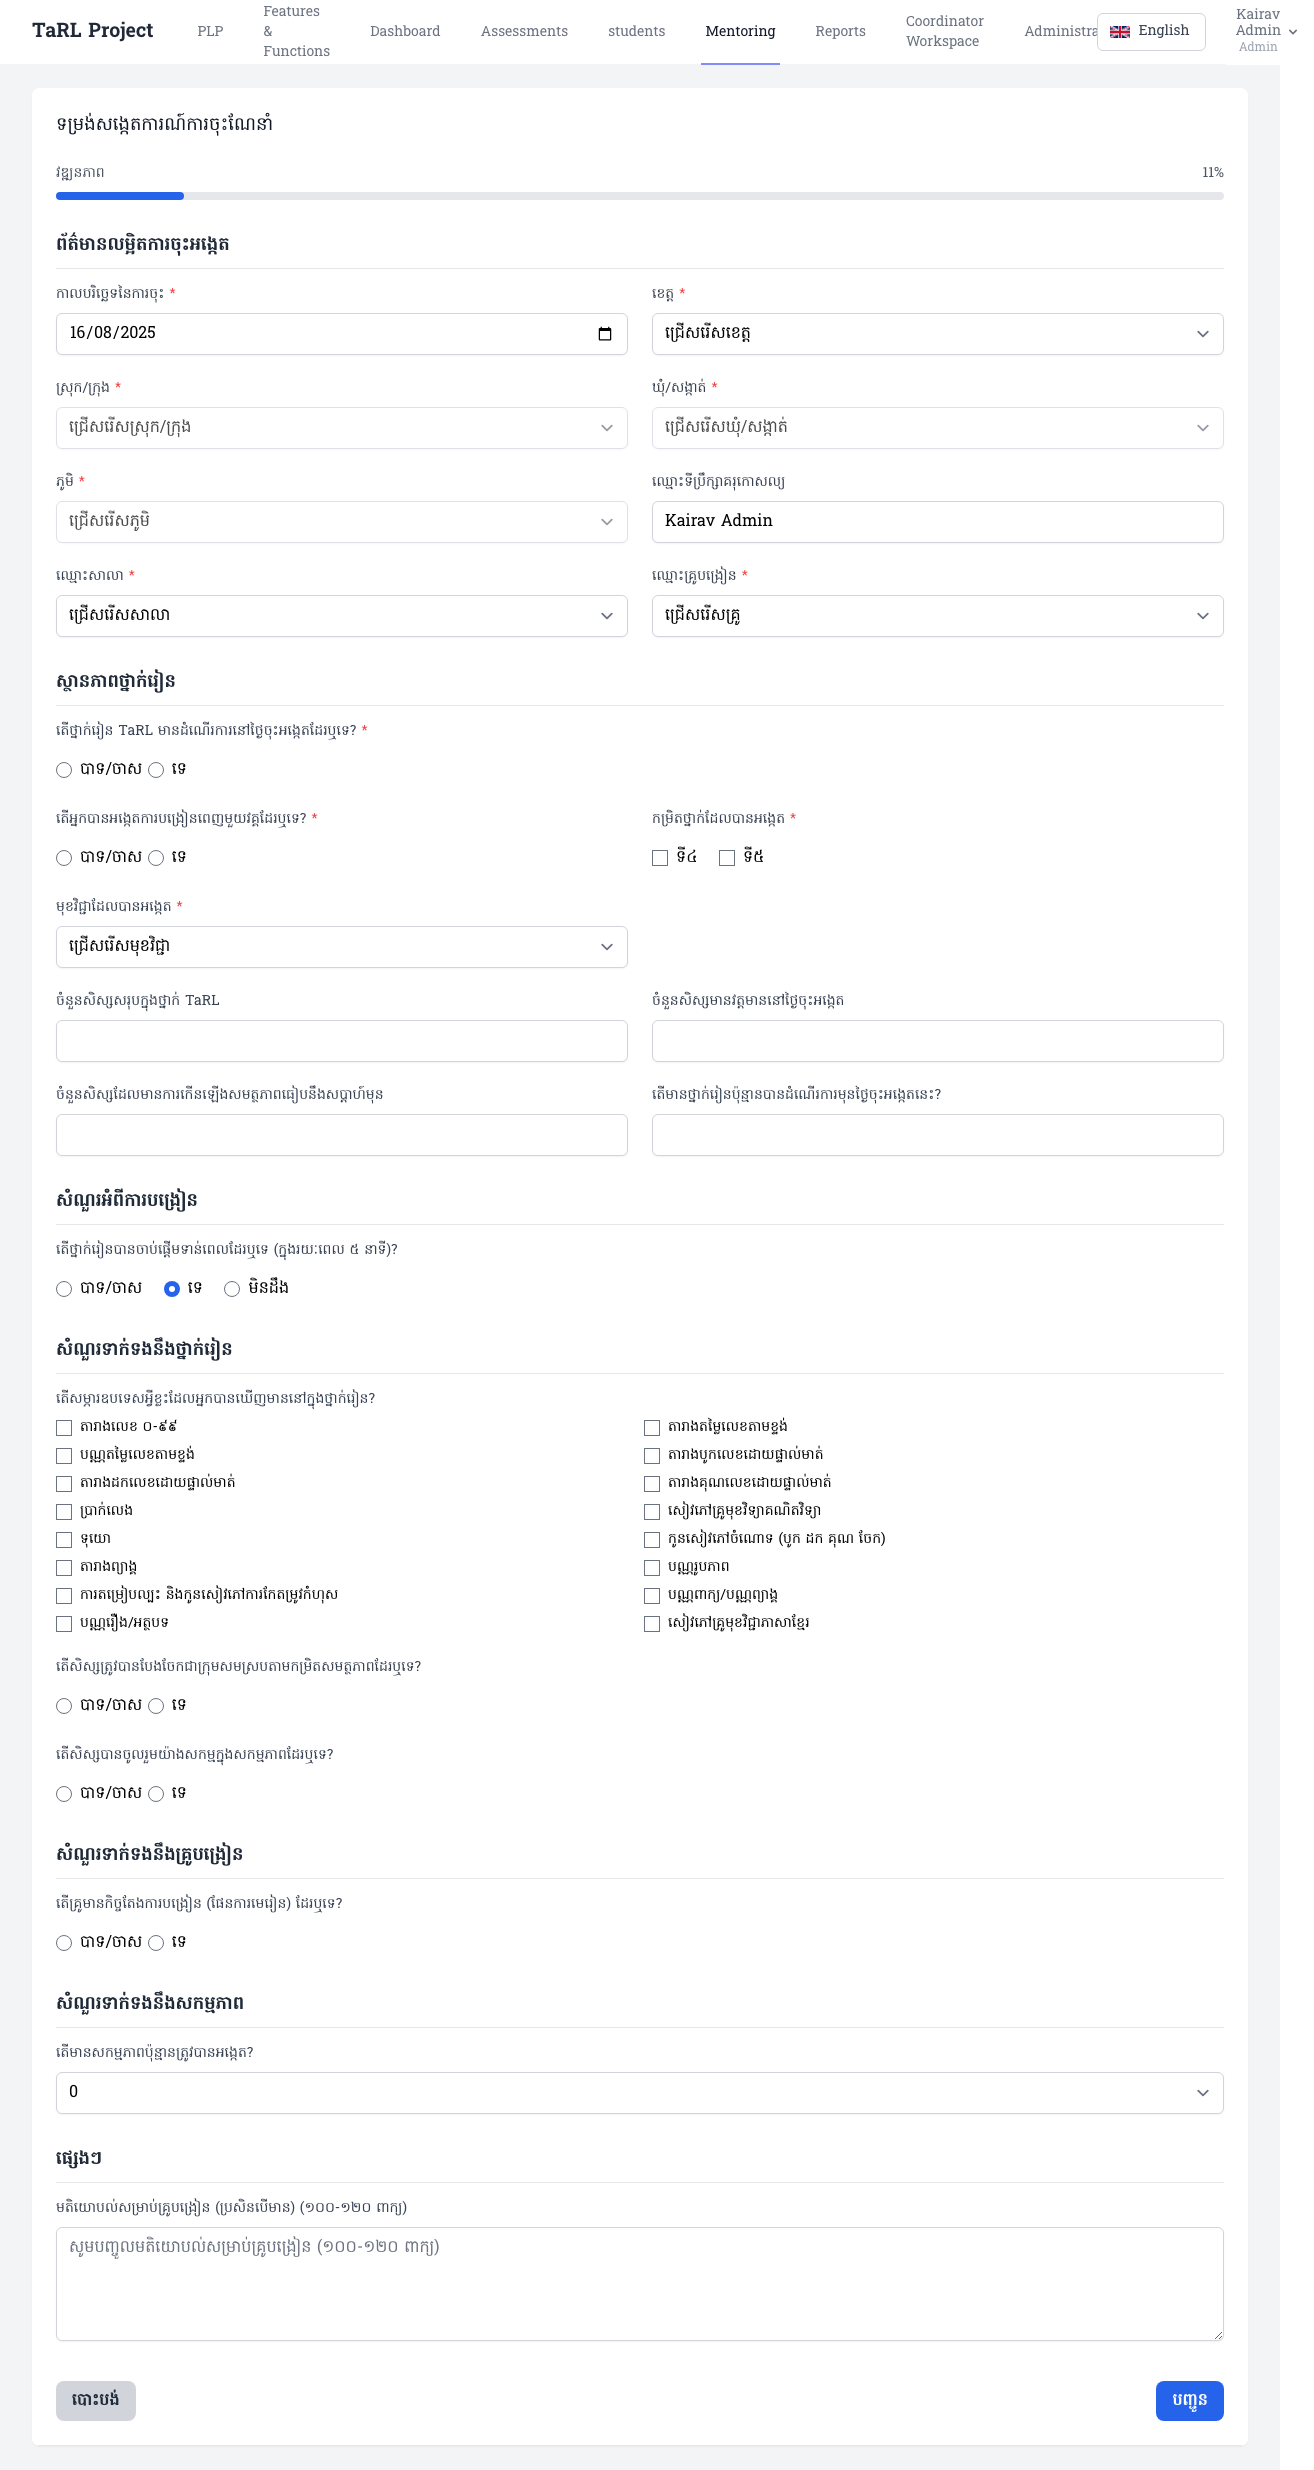 TaRL Project
PLP
Features
&
Functions
Dashboard
Assessments
students
Mentoring
Reports
Coordinator
Workspace
Administra
English
Kairav
Admin
Admin
ទម្រង់សង្កេតការណ៍ការចុះណែនាំ
វឌ្ឍនភាព 11%
ព័ត៌មានលម្អិតការចុះអង្កេត
កាលបរិច្ឆេទនៃការចុះ * ខេត្ត *
16/08/2025 ជ្រើសរើសខេត្ត
ស្រុក/ក្រុង * ឃុំ/សង្កាត់ *
ជ្រើសរើសស្រុក/ក្រុង ជ្រើសរើសឃុំ/សង្កាត់
ភូមិ * ឈ្មោះទីប្រឹក្សាគរុកោសល្យ
ជ្រើសរើសភូមិ Kairav Admin
ឈ្មោះសាលា * ឈ្មោះគ្រូបង្រៀន *
ជ្រើសរើសសាលា ជ្រើសរើសគ្រូ
ស្ថានភាពថ្នាក់រៀន
តើថ្នាក់រៀន TaRL មានដំណើរការនៅថ្ងៃចុះអង្កេតដែរឬទេ? *
បាទ/ចាស ទេ
តើអ្នកបានអង្កេតការបង្រៀនពេញមួយវគ្គដែរឬទេ? * កម្រិតថ្នាក់ដែលបានអង្កេត *
បាទ/ចាស ទេ ទី៤ ទី៥
មុខវិជ្ជាដែលបានអង្កេត *
ជ្រើសរើសមុខវិជ្ជា
ចំនួនសិស្សសរុបក្នុងថ្នាក់ TaRL ចំនួនសិស្សមានវត្តមាននៅថ្ងៃចុះអង្កេត
ចំនួនសិស្សដែលមានការកើនឡើងសមត្ថភាពធៀបនឹងសប្តាហ៍មុន តើមានថ្នាក់រៀនប៉ុន្មានបានដំណើរការមុនថ្ងៃចុះអង្កេតនេះ?
សំណួរអំពីការបង្រៀន
តើថ្នាក់រៀនបានចាប់ផ្តើមទាន់ពេលដែរឬទេ (ក្នុងរយៈពេល ៥ នាទី)?
បាទ/ចាស ទេ មិនដឹង
សំណួរទាក់ទងនឹងថ្នាក់រៀន
តើសម្ភារឧបទេសអ្វីខ្លះដែលអ្នកបានឃើញមាននៅក្នុងថ្នាក់រៀន?
តារាងលេខ ០-៩៩ តារាងតម្លៃលេខតាមខ្ទង់
បណ្ណតម្លៃលេខតាមខ្ទង់ តារាងបូកលេខដោយផ្ទាល់មាត់
តារាងដកលេខដោយផ្ទាល់មាត់ តារាងគុណលេខដោយផ្ទាល់មាត់
ប្រាក់លេង សៀវភៅគ្រូមុខវិទ្យាគណិតវិទ្យា
ទុយោ កូនសៀវភៅចំណោទ (បូក ដក គុណ ចែក)
តារាងព្យាង្គ បណ្ណរូបភាព
ការតម្រៀបល្បះ និងកូនសៀវភៅការកែតម្រូវកំហុស បណ្ណពាក្យ/បណ្ណព្យាង្គ
បណ្ណរឿង/អត្ថបទ សៀវភៅគ្រូមុខវិជ្ជាភាសាខ្មែរ
តើសិស្សត្រូវបានបែងចែកជាក្រុមសមស្របតាមកម្រិតសមត្ថភាពដែរឬទេ?
បាទ/ចាស ទេ
តើសិស្សបានចូលរួមយ៉ាងសកម្មក្នុងសកម្មភាពដែរឬទេ?
បាទ/ចាស ទេ
សំណួរទាក់ទងនឹងគ្រូបង្រៀន
តើគ្រូមានកិច្ចតែងការបង្រៀន (ផែនការមេរៀន) ដែរឬទេ?
បាទ/ចាស ទេ
សំណួរទាក់ទងនឹងសកម្មភាព
តើមានសកម្មភាពប៉ុន្មានត្រូវបានអង្កេត?
0
ផ្សេងៗ
មតិយោបល់សម្រាប់គ្រូបង្រៀន (ប្រសិនបើមាន) (១០០-១២០ ពាក្យ)
សូមបញ្ចូលមតិយោបល់សម្រាប់គ្រូបង្រៀន (១០០-១២០ ពាក្យ)
បោះបង់ បញ្ជូន